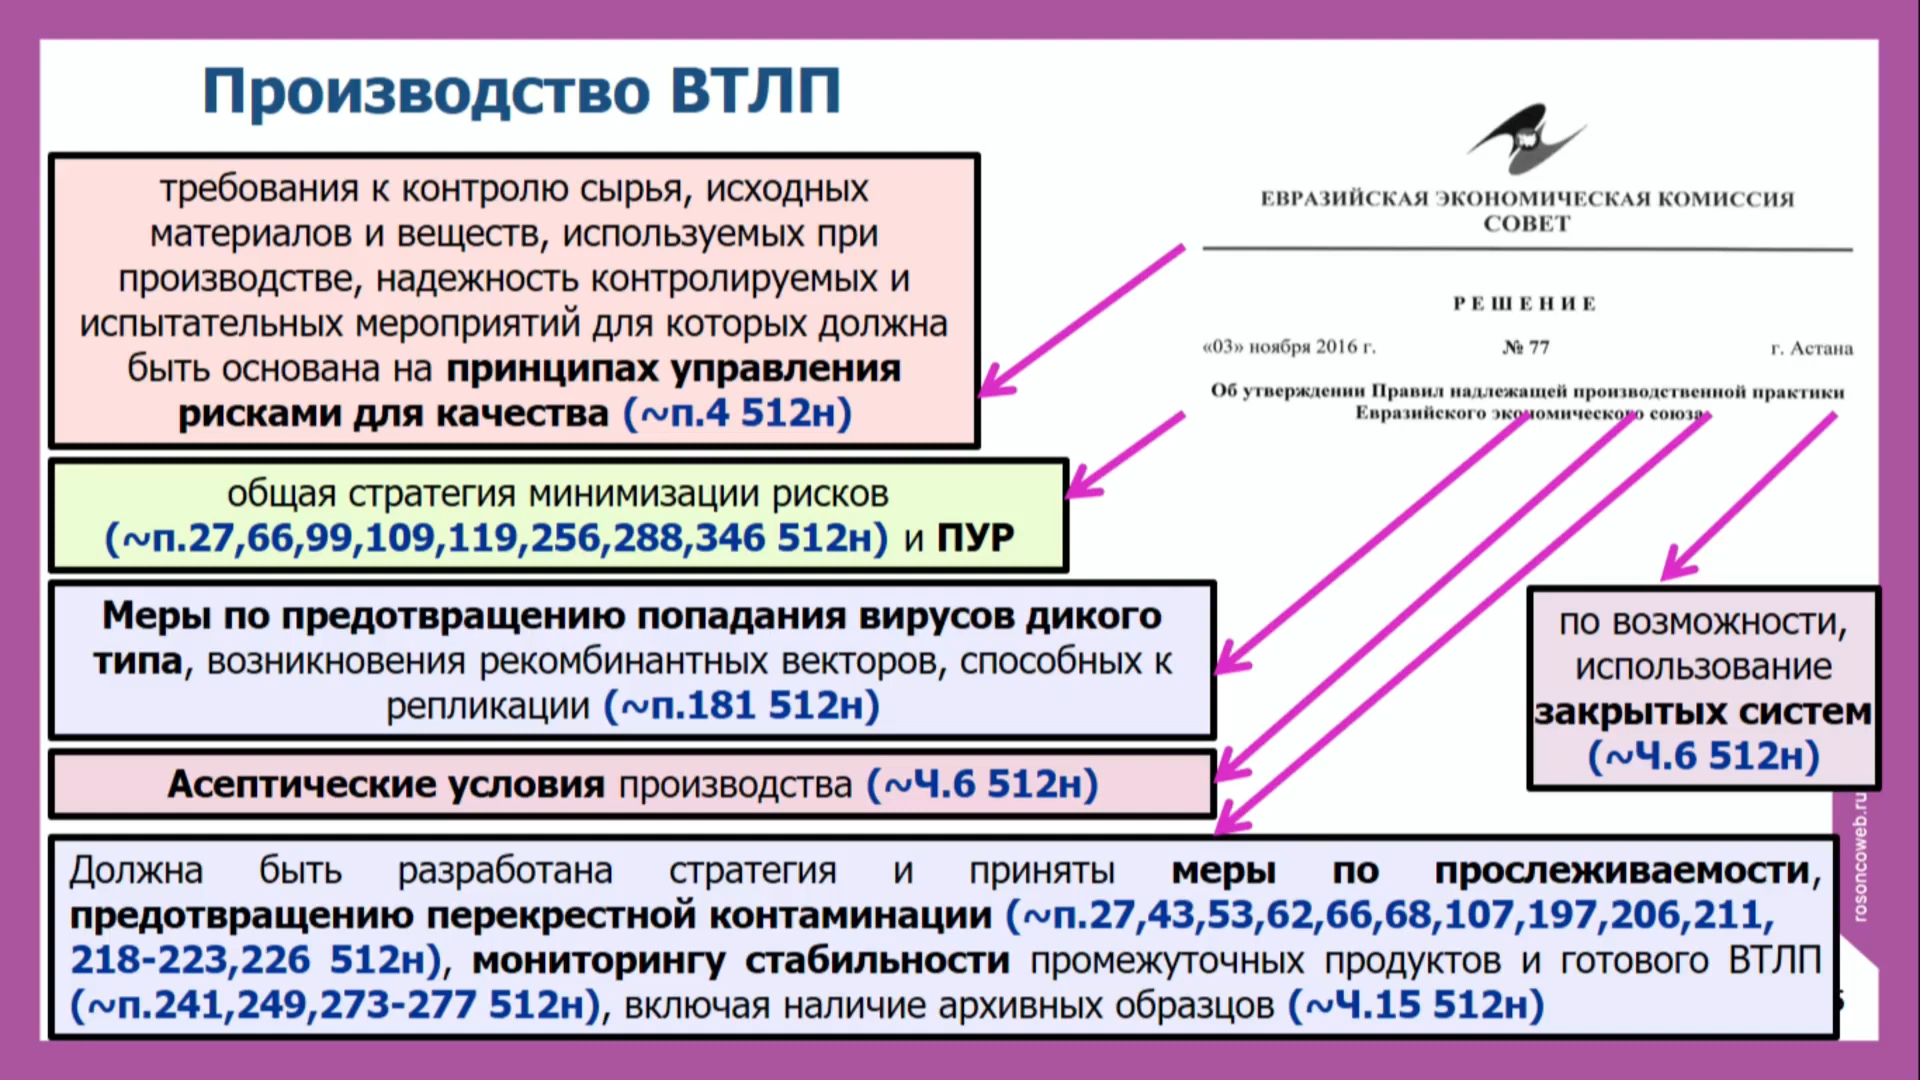 Производство ВТЛП
требования к контролю сырья, исходных
материалов и веществ, используемых при
производстве, надежность контролируемых и
испытательных мероприятий для которых должна
быть основана на принципах управления
рисками для качества (~п.4 512н)
общая стратегия минимизации рисков
(~п.27,66,99,109,119,256,288,346 512н) и ПУР
Меры по предотвращению попадания вирусов дикого
типа, возникновения рекомбинантных векторов, способных к
репликации (~п.181 512н)
Асептические условия производства (~Ч.6 512н)
Должна быть разработана стратегия и приняты меры по прослеживаемости,
предотвращению перекрестной контаминации (~п.27,43,53,62,66,68,107,197,206,211,
218-223,226 512н), мониторингу стабильности промежуточных продуктов и готового ВТЛП
(~п.241,249,273-277 512н), включая наличие архивных образцов (~Ч.15 512н)
ЕВРАЗИЙСКАЯ ЭКОНОМИЧЕСКАЯ КОМИССИЯ
СОВЕТ
РЕШЕНИЕ
«03» ноября 2016 г. № 77 г. Астана
Об утверждении Правил надлежащей производственной практики
Евразийского экономического союза
по возможности,
использование
закрытых систем
(~Ч.6 512н)
rosoncoweb.ru